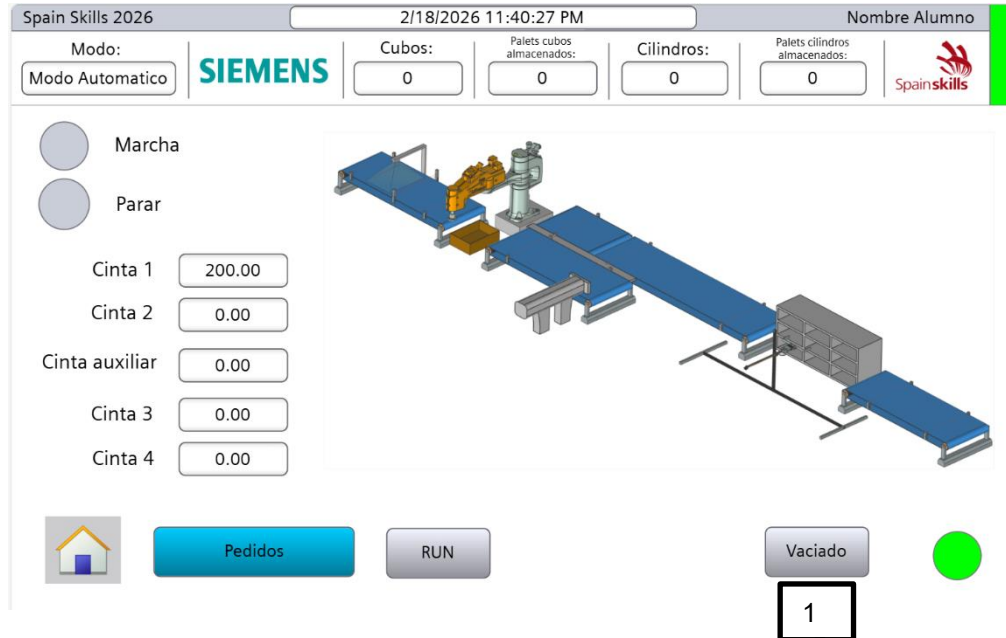 Spain Skills 2026
2/18/2026 11:40:27 PM
Nombre Alumno
Modo:
Modo Automatico
SIEMENS
Cubos:
0
Palets cubos
almacenados:
0
Cilindros:
0
Palets cilindros
almacenados:
0
Spainskills
Marcha
Parar
Cinta 1
200.00
Cinta 2
0.00
Cinta auxiliar
0.00
Cinta 3
0.00
Cinta 4
0.00
Pedidos
RUN
Vaciado
1